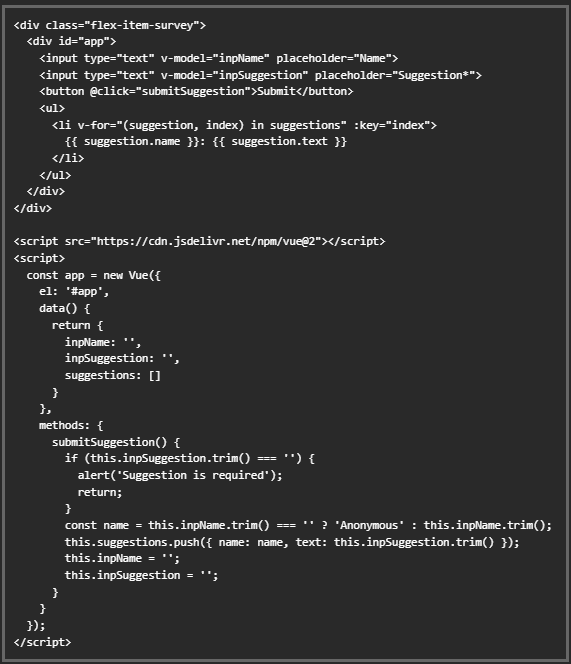 <div class="flex-item-survey">
  <div id="app">
    <input type="text" v-model="inpName" placeholder="Name">
    <input type="text" v-model="inpSuggestion" placeholder="Suggestion*">
    <button @click="submitSuggestion">Submit</button>
    <ul>
      <li v-for="(suggestion, index) in suggestions" :key="index">
        {{ suggestion.name }}: {{ suggestion.text }}
      </li>
    </ul>
  </div>
</div>

<script src="https://cdn.jsdelivr.net/npm/vue@2"></script>
<script>
  const app = new Vue({
    el: '#app',
    data() {
      return {
        inpName: '',
        inpSuggestion: '',
        suggestions: []
      }
    },
    methods: {
      submitSuggestion() {
        if (this.inpSuggestion.trim() === '') {
          alert('Suggestion is required');
          return;
        }
        const name = this.inpName.trim() === '' ? 'Anonymous' : this.inpName.trim();
        this.suggestions.push({ name: name, text: this.inpSuggestion.trim() });
        this.inpName = '';
        this.inpSuggestion = '';
      }
    }
  });
</script>